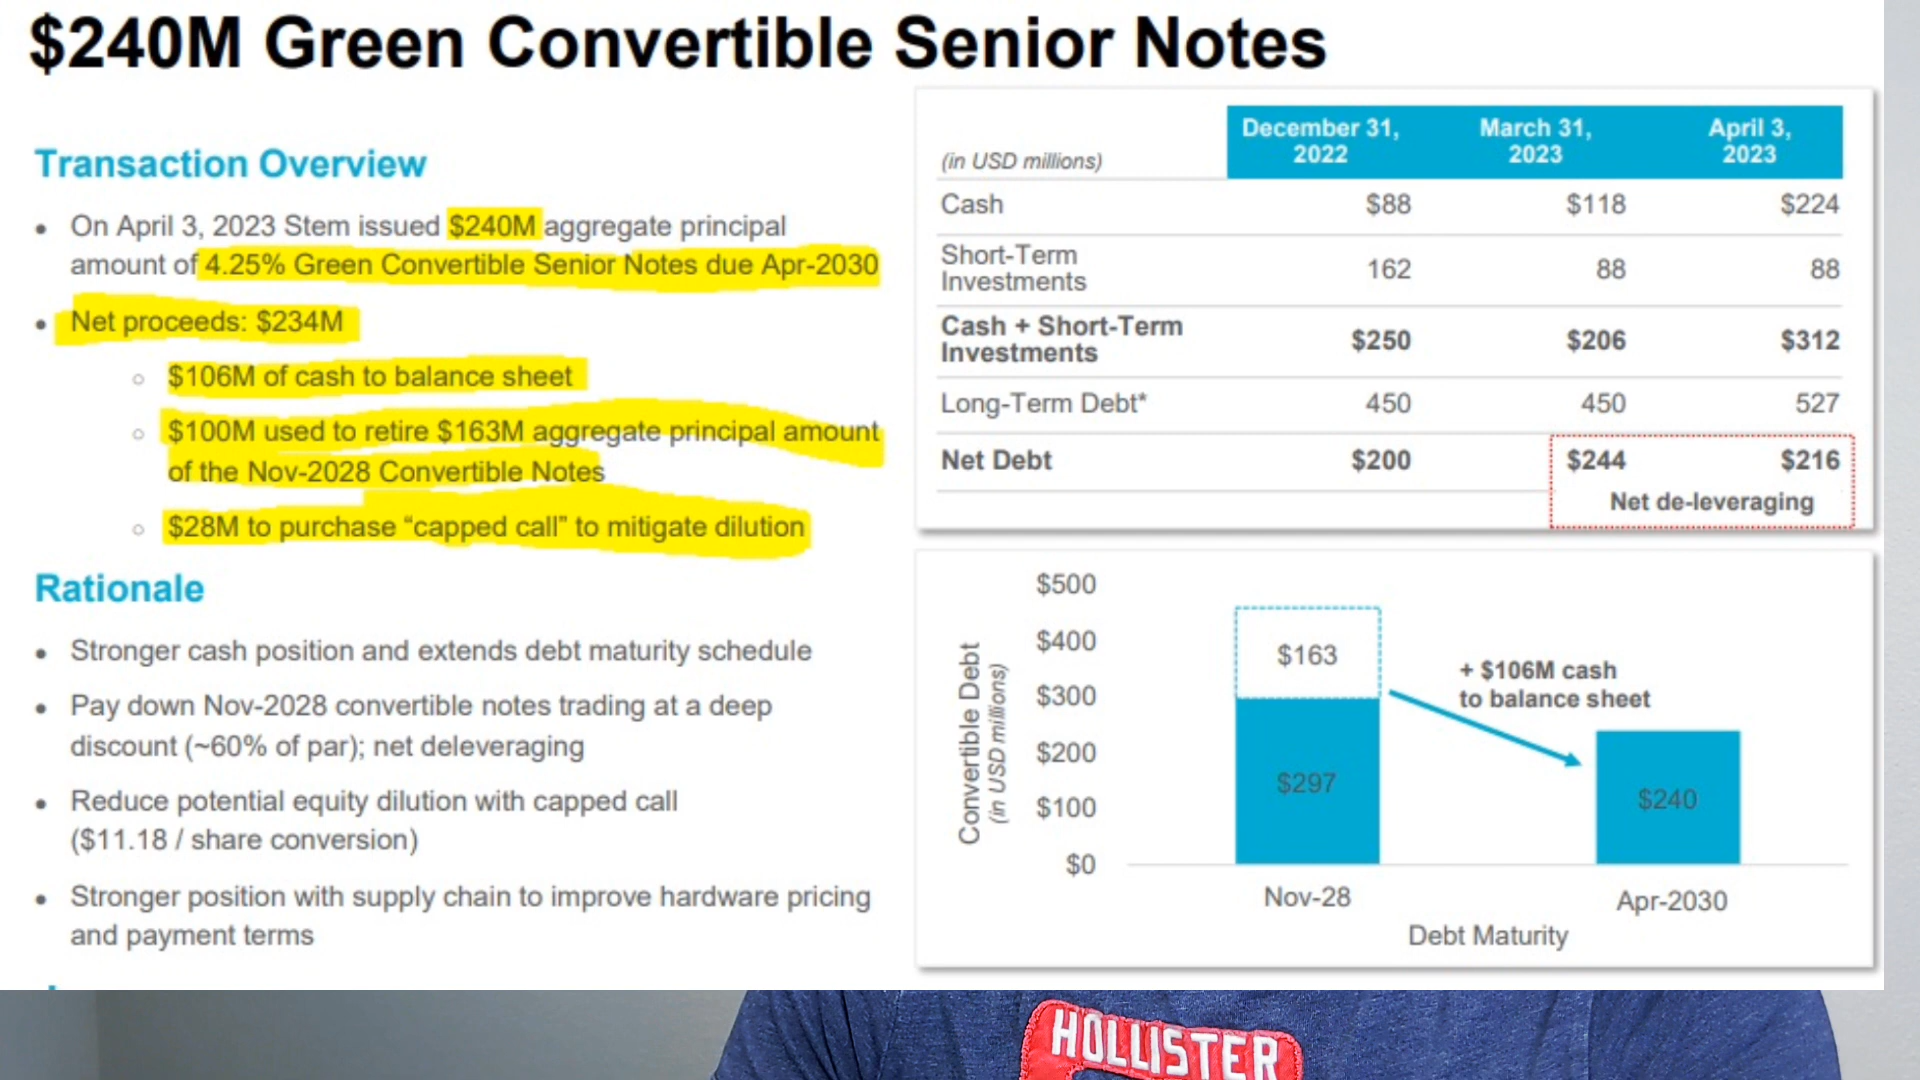 $240M Green Convertible Senior Notes
Transaction Overview
• On April 3, 2023 Stem issued $240M aggregate principal
amount of 4.25% Green Convertible Senior Notes due Apr-2030
• Net proceeds: $234M
○ $106M of cash to balance sheet
○ $100M used to retire $163M aggregate principal amount
of the Nov-2028 Convertible Notes
○ $28M to purchase “capped call” to mitigate dilution
Rationale
• Stronger cash position and extends debt maturity schedule
• Pay down Nov-2028 convertible notes trading at a deep
discount (~60% of par); net deleveraging
• Reduce potential equity dilution with capped call
($11.18 / share conversion)
• Stronger position with supply chain to improve hardware pricing
and payment terms
(in USD millions) December 31, 2022 March 31, 2023 April 3, 2023
Cash $88 $118 $224
Short-Term
Investments 162 88 88
Cash + Short-Term
Investments $250 $206 $312
Long-Term Debt* 450 450 527
Net Debt $200 $244 $216
Net de-leveraging
Convertible Debt
(in USD millions)
$500
$400
$300
$200
$100
$0
$163
$297
+ $106M cash
to balance sheet
$240
Nov-28 Apr-2030
Debt Maturity
HOLLISTER